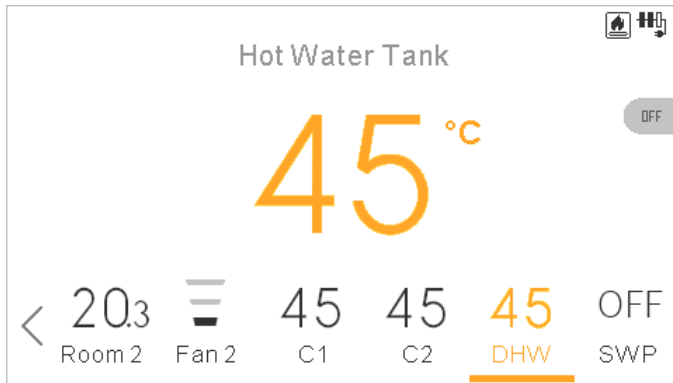 Hot Water Tank
45 °C
OFF
20.3 45 45 45 OFF
Room 2 Fan 2 C1 C2 DHW SWP